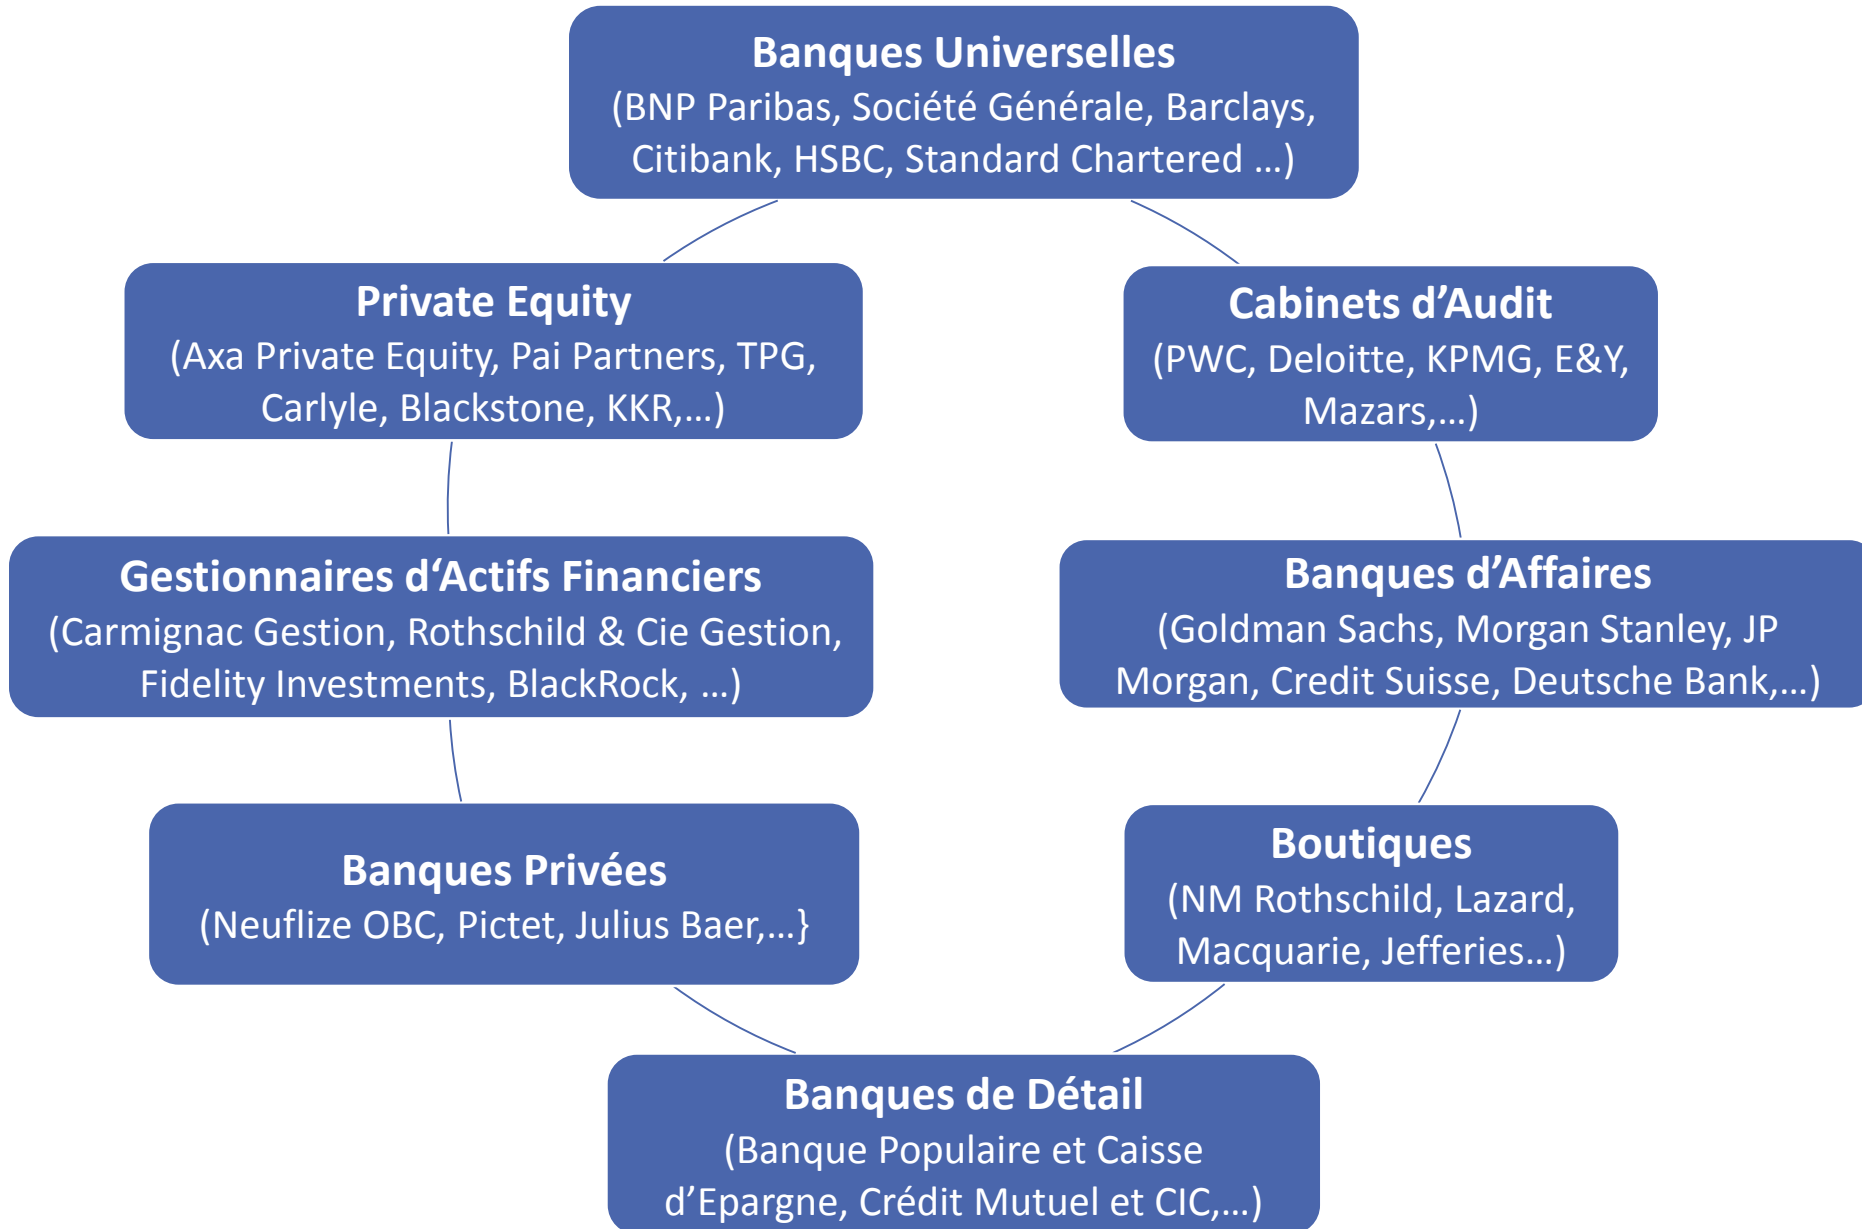 Banques Universelles
(BNP Paribas, Société Générale, Barclays,
Citibank, HSBC, Standard Chartered ...)
Private Equity
(Axa Private Equity, Pai Partners, TPG,
Carlyle, Blackstone, KKR,...)
Cabinets d’Audit
(PWC, Deloitte, KPMG, E&Y,
Mazars,...)
Gestionnaires d‘Actifs Financiers
(Carmignac Gestion, Rothschild & Cie Gestion,
Fidelity Investments, BlackRock, ...)
Banques d’Affaires
(Goldman Sachs, Morgan Stanley, JP
Morgan, Credit Suisse, Deutsche Bank,...)
Banques Privées
(Neuflize OBC, Pictet, Julius Baer,...}
Boutiques
(NM Rothschild, Lazard,
Macquarie, Jefferies...)
Banques de Détail
(Banque Populaire et Caisse
d’Epargne, Crédit Mutuel et CIC,...)